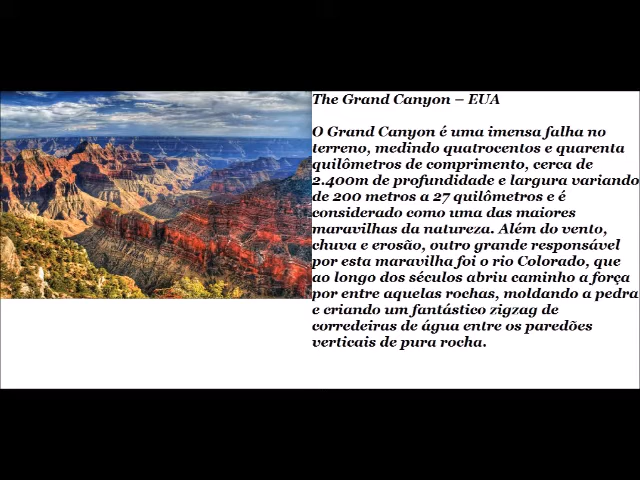 The Grand Canyon – EUA
O Grand Canyon é uma imensa falha no
terreno, medindo quatrocentos e quarenta
quilômetros de comprimento, cerca de
2.400m de profundidade e largura variando
de 200 metros a 27 quilômetros e é
considerado como uma das maiores
maravilhas da natureza. Além do vento,
chuva e erosão, outro grande responsável
por esta maravilha foi o rio Colorado, que
ao longo dos séculos abriu caminho a força
por entre aquelas rochas, moldando a pedra
e criando um fantástico zigzag de
corredeiras de água entre os paredões
verticais de pura rocha.